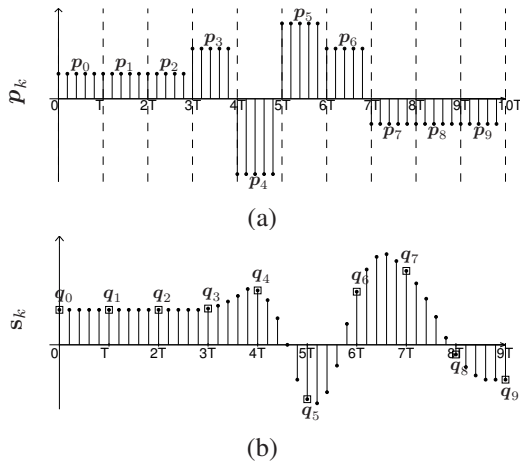 p_k
p_0 p_1 p_2 p_3 p_4 p_5 p_6 p_7 p_8 p_9
0 T 2T 3T 4T 5T 6T 7T 8T 9T 10T
(a)
s_k
q_0 q_1 q_2 q_3 q_4 q_5 q_6 q_7 q_8 q_9
0 T 2T 3T 4T 5T 6T 7T 8T 9T
(b)